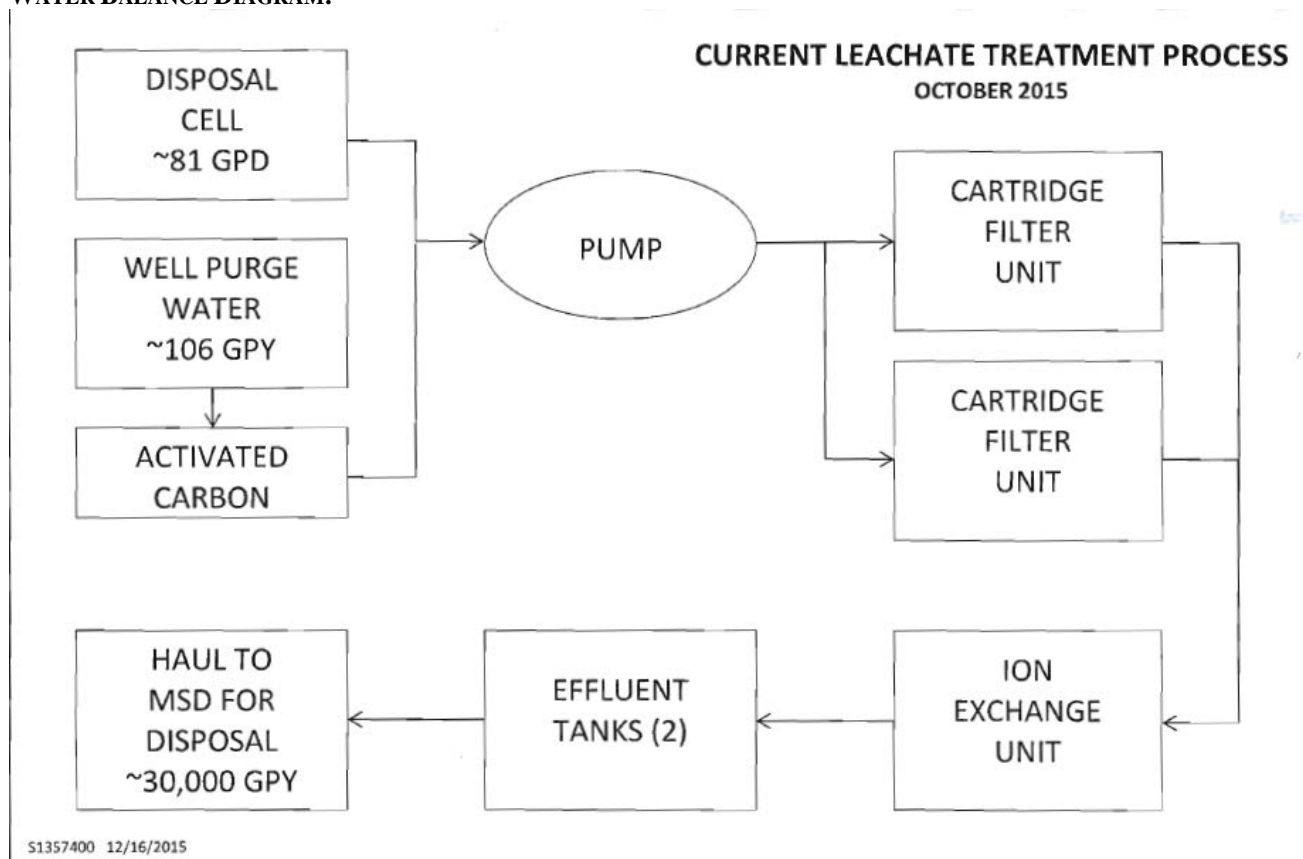 WATER BALANCE DIAGRAM:
CURRENT LEACHATE TREATMENT PROCESS
OCTOBER 2015
DISPOSAL
CELL
~81 GPD
WELL PURGE
WATER
~106 GPY
ACTIVATED
CARBON
PUMP
CARTRIDGE
FILTER
UNIT
CARTRIDGE
FILTER
UNIT
ION
EXCHANGE
UNIT
EFFLUENT
TANKS (2)
HAUL TO
MSD FOR
DISPOSAL
~30,000 GPY
S1357400 12/16/2015